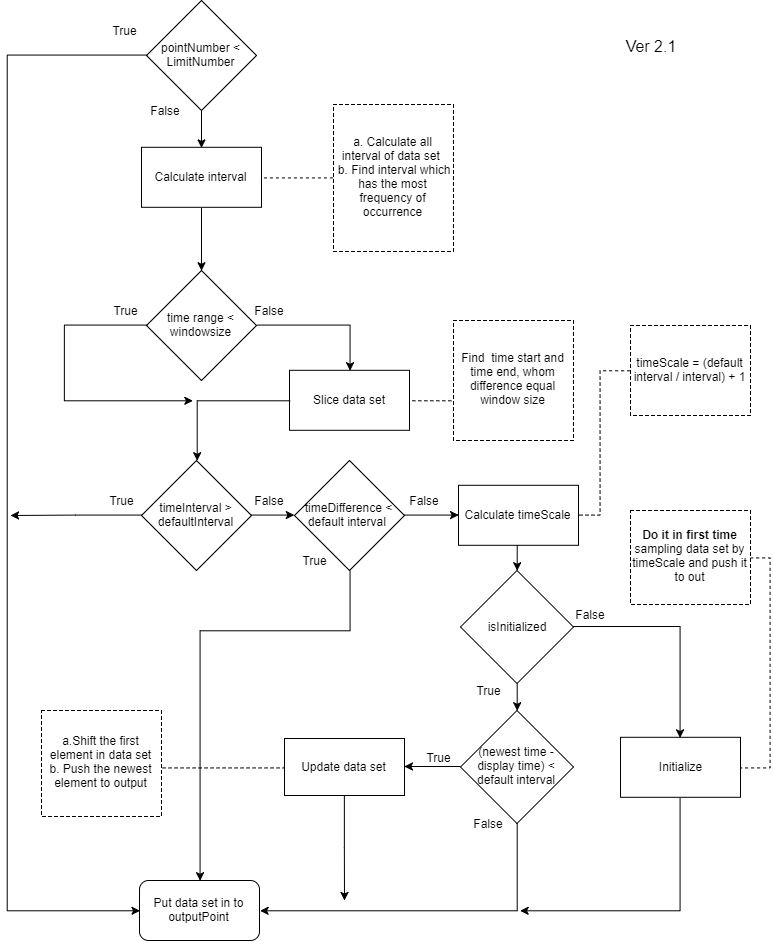 True
pointNumber <
LimitNumber
Ver 2.1
False
a. Calculate all
interval of data set
b. Find interval which
has the most
frequency of
occurrence
Calculate interval
True
time range <
windowsize
False
Find  time start and
time end, whom
difference equal
window size
timeScale = (default
interval / interval) + 1
Slice data set
True
timeInterval >
defaultInterval
False
timeDifference <
default interval
False
Calculate timeScale
True
Do it in first time
sampling data set by
timeScale and push it
to out
isInitialized
False
True
a.Shift the first
element in data set
b. Push the newest
element to output
Update data set
True
(newest time -
display time) <
default interval
Initialize
False
Put data set in to
outputPoint